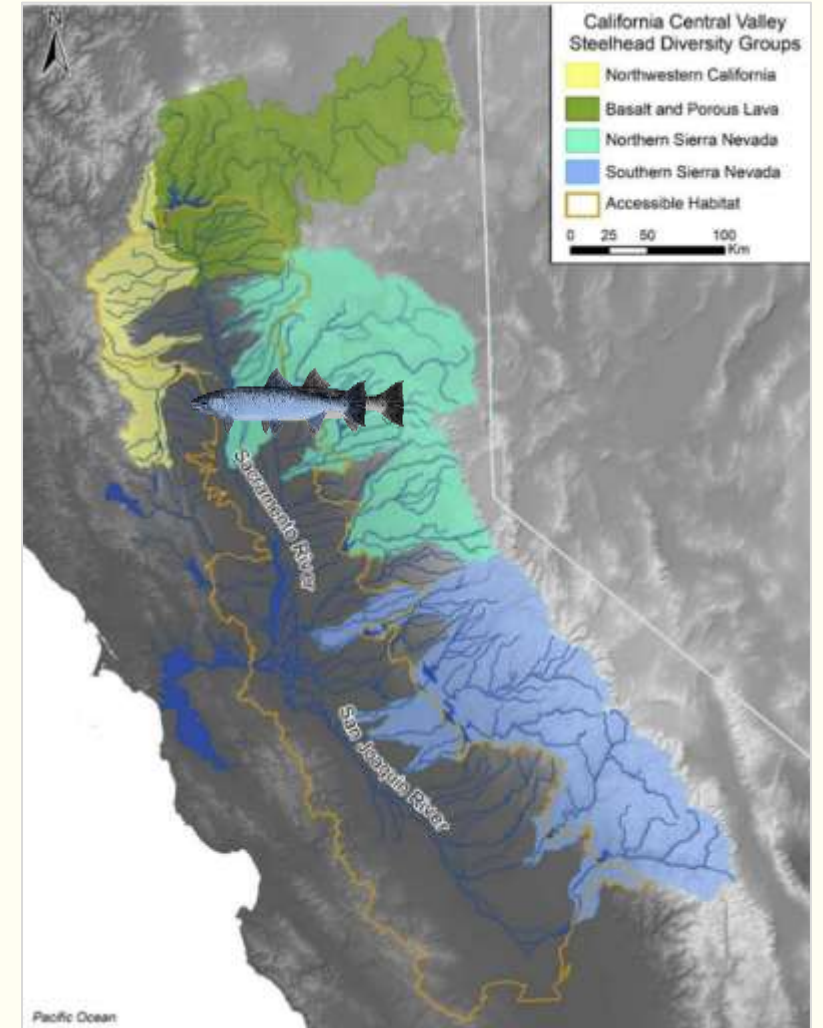 N
California Central Valley
Steelhead Diversity Groups
Northwestern California
Basalt and Porous Lava
Northern Sierra Nevada
Southern Sierra Nevada
Accessible Habitat
0 25 50 100
Km
Sacramento River
San Joaquin River
Pacific Ocean